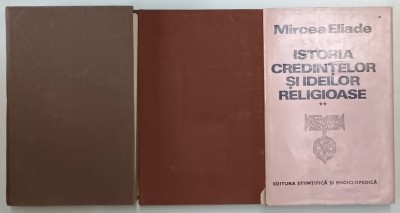 Mircea Eliade
ISTORIA
CREDINȚELOR
ȘI IDEILOR
RELIGIOASE
**
EDITURA ȘTIINȚIFICĂ ȘI ENCICLOPEDICĂ